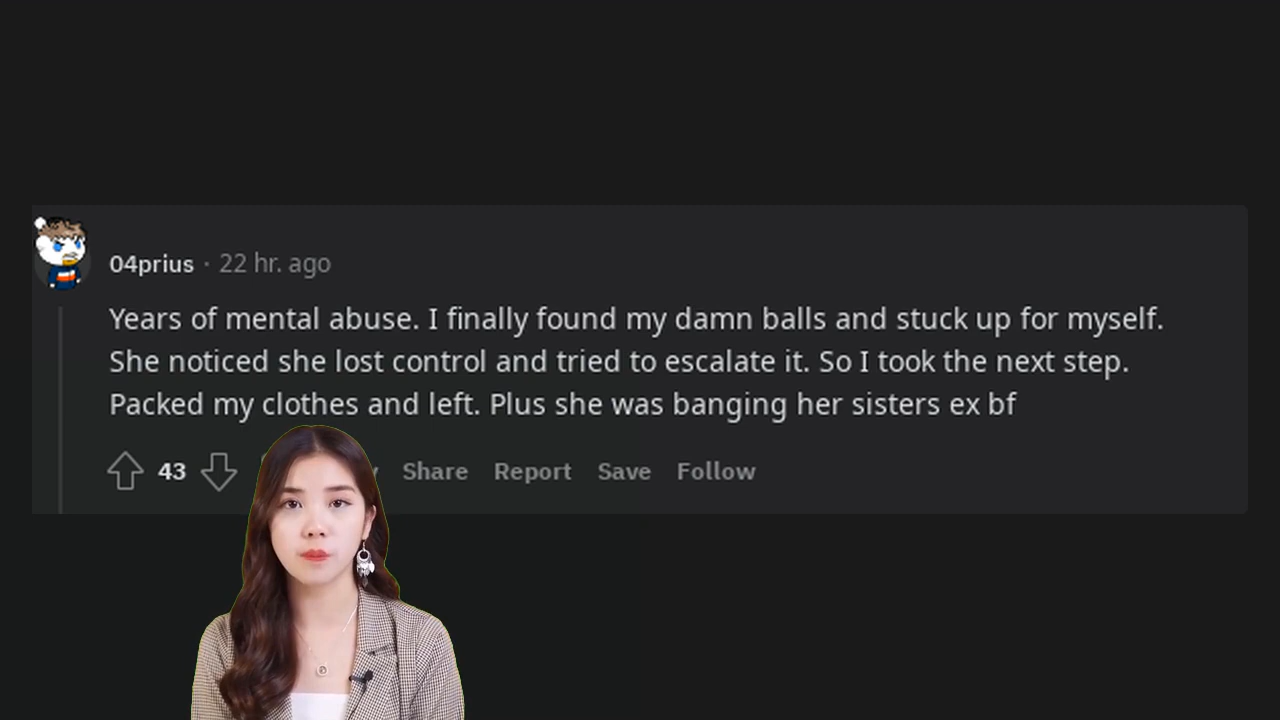 04prius · 22 hr. ago
Years of mental abuse. I finally found my damn balls and stuck up for myself.
She noticed she lost control and tried to escalate it. So I took the next step.
Packed my clothes and left. Plus she was banging her sisters ex bf
43 Share Report Save Follow